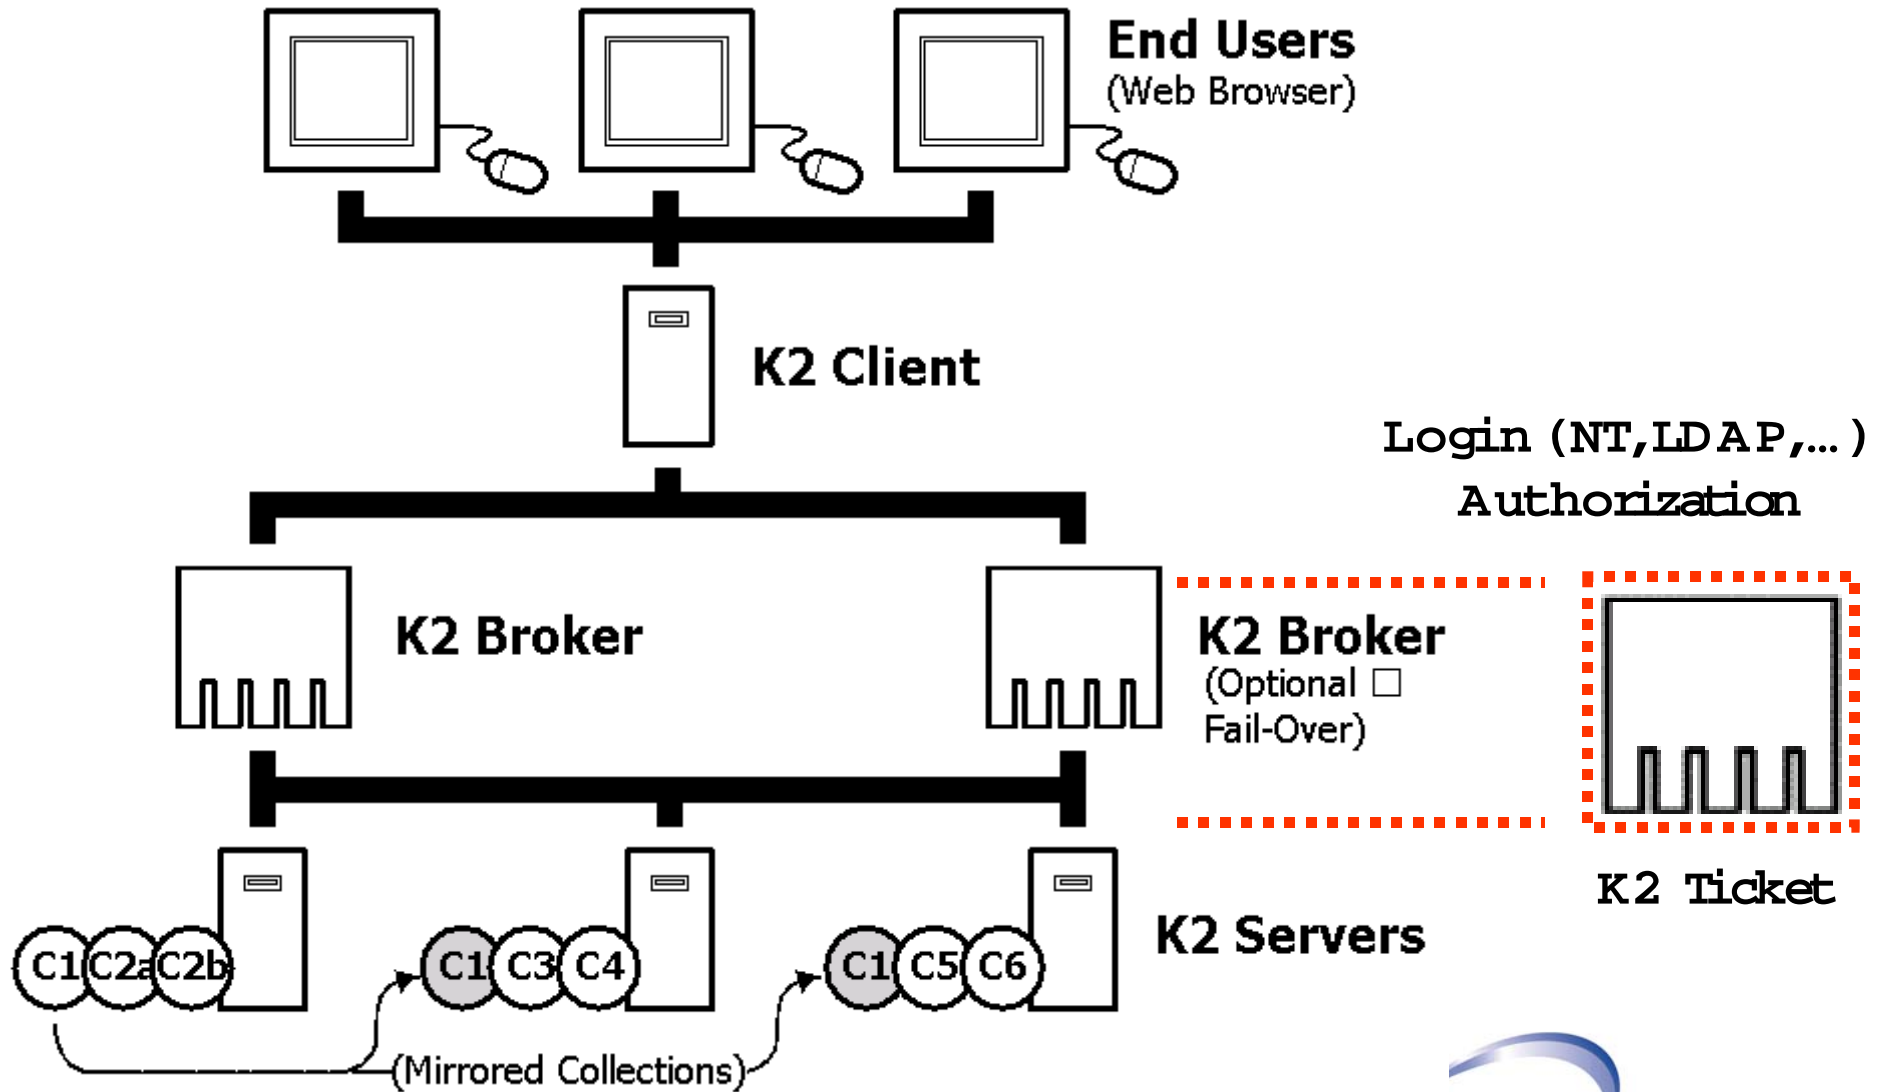 End Users
(Web Browser)
K2 Client
Login (NT,LDAP,...)
Authorization
K2 Broker
K2 Broker
(Optional □
Fail-Over)
K2 Ticket
K2 Servers
C1 C2a C2b
C1 C3 C4
C1 C5 C6
(Mirrored Collections)